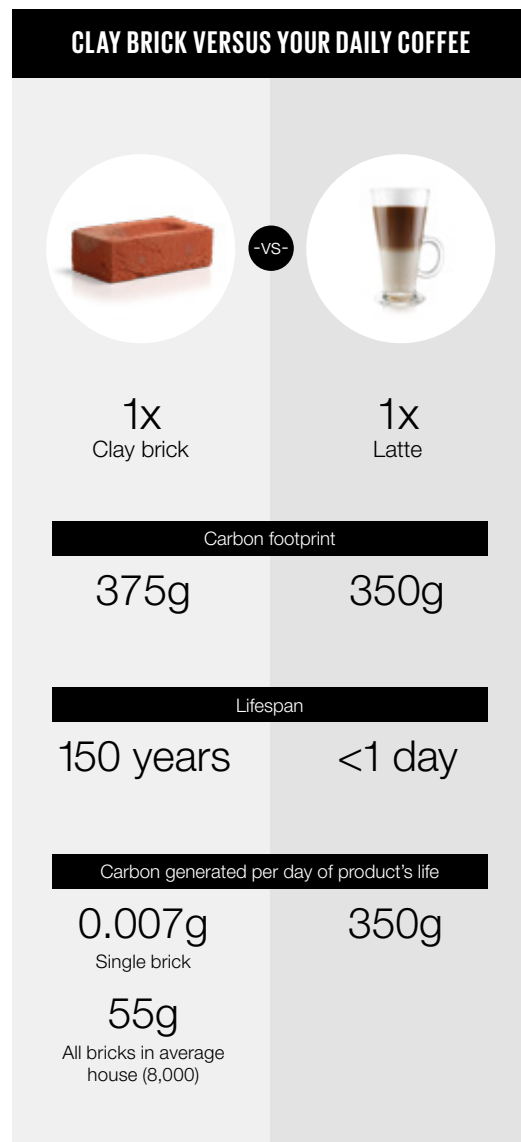 CLAY BRICK VERSUS YOUR DAILY COFFEE
-vs-
1x
Clay brick
1x
Latte
Carbon footprint
375g
350g
Lifespan
150 years
<1 day
Carbon generated per day of product's life
0.007g
Single brick
350g
55g
All bricks in average
house (8,000)